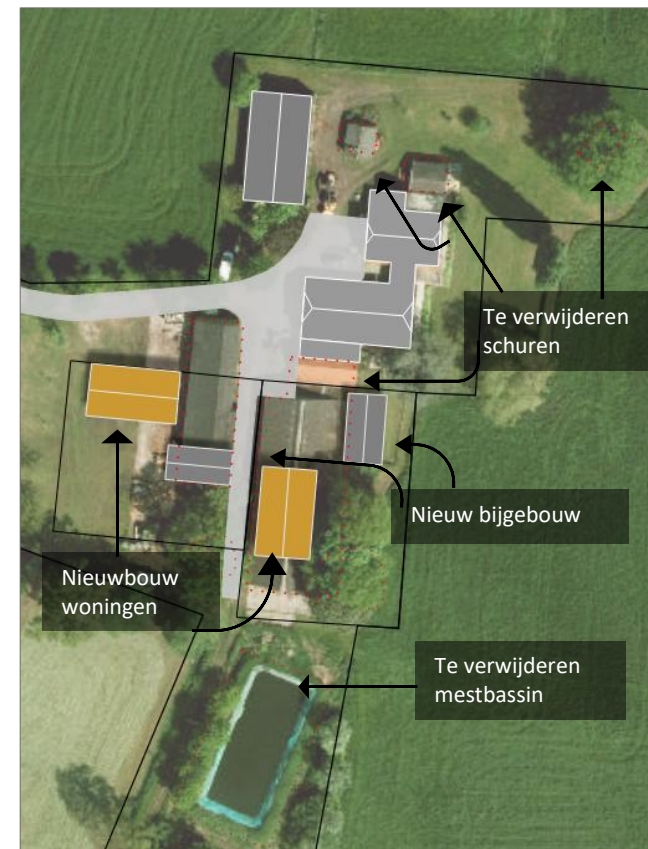 Te verwijderen
schuren
Nieuw bijgebouw
Nieuwbouw
woningen
Te verwijderen
mestbassin